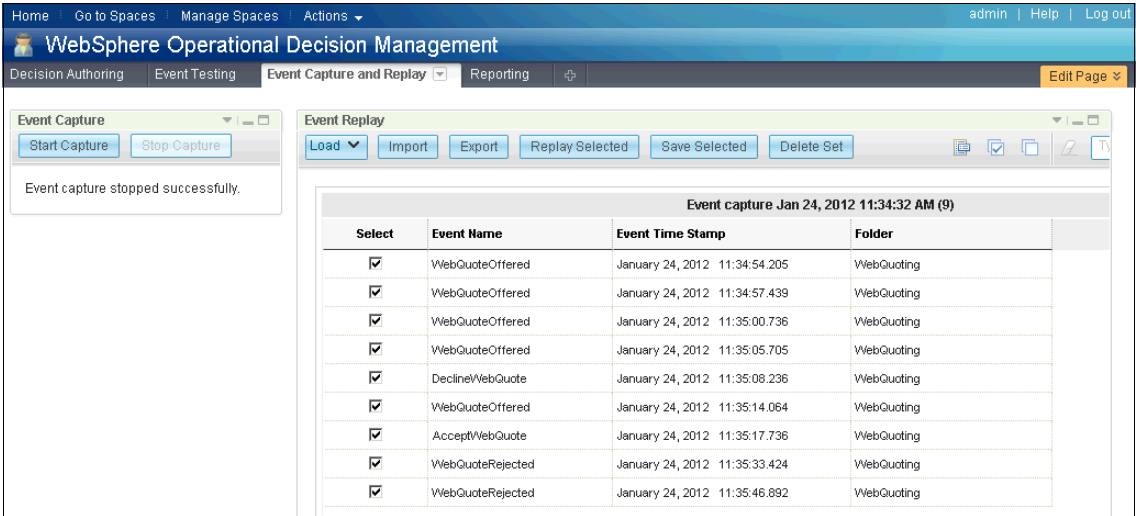 Home Go to Spaces Manage Spaces Actions admin | Help | Log out
WebSphere Operational Decision Management
Decision Authoring Event Testing Event Capture and Replay Reporting Edit Page
Event Capture
Start Capture Stop Capture
Event capture stopped successfully.
Event Replay
Load Import Export Replay Selected Save Selected Delete Set Ty
Event capture Jan 24, 2012 11:34:32 AM (9)
Select Event Name Event Time Stamp Folder
WebQuoteOffered January 24, 2012 11:34:54.205 WebQuoting
WebQuoteOffered January 24, 2012 11:34:57.439 WebQuoting
WebQuoteOffered January 24, 2012 11:35:00.736 WebQuoting
WebQuoteOffered January 24, 2012 11:35:05.705 WebQuoting
DeclineWebQuote January 24, 2012 11:35:08.236 WebQuoting
WebQuoteOffered January 24, 2012 11:35:14.064 WebQuoting
AcceptWebQuote January 24, 2012 11:35:17.736 WebQuoting
WebQuoteRejected January 24, 2012 11:35:33.424 WebQuoting
WebQuoteRejected January 24, 2012 11:35:46.892 WebQuoting